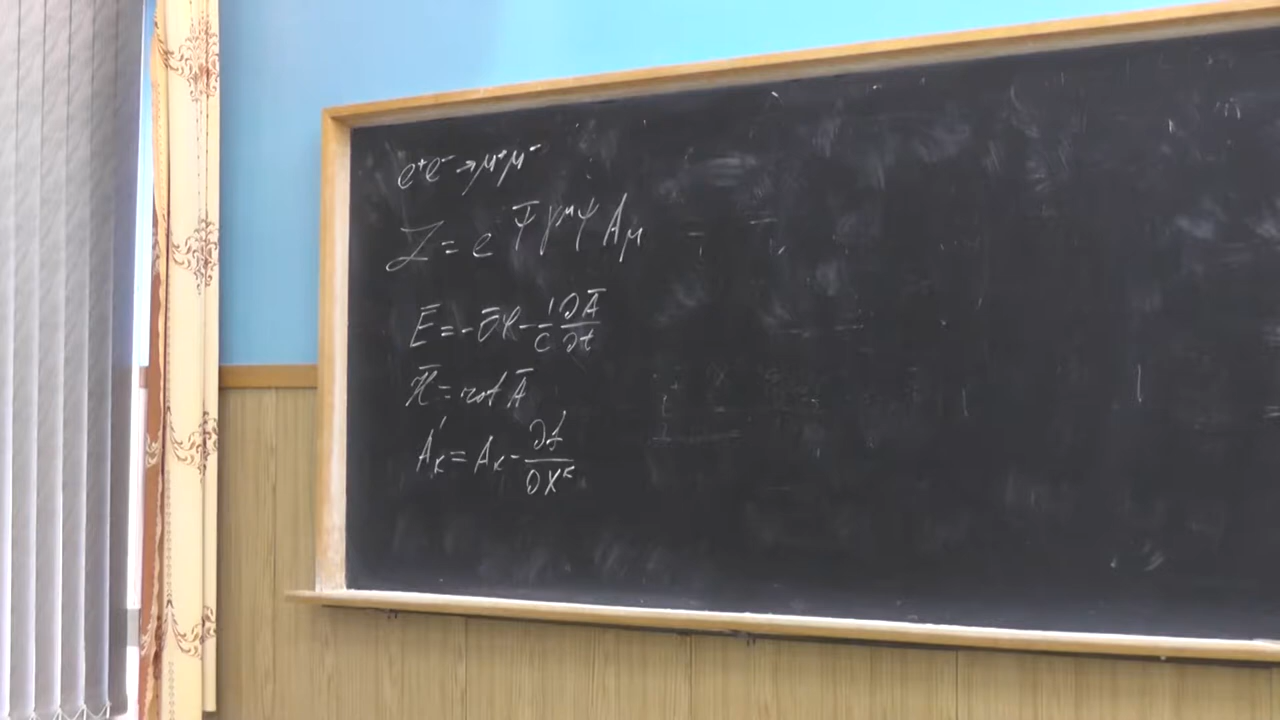 e⁺e⁻→μ⁺μ⁻
ℒ = e Ψ̄ γ^μ ψ A_μ
Ē = -∇̄φ - 1/c ∂Ā/∂t
H̄ = rot Ā
A'_k = A_k - ∂f/∂x^k